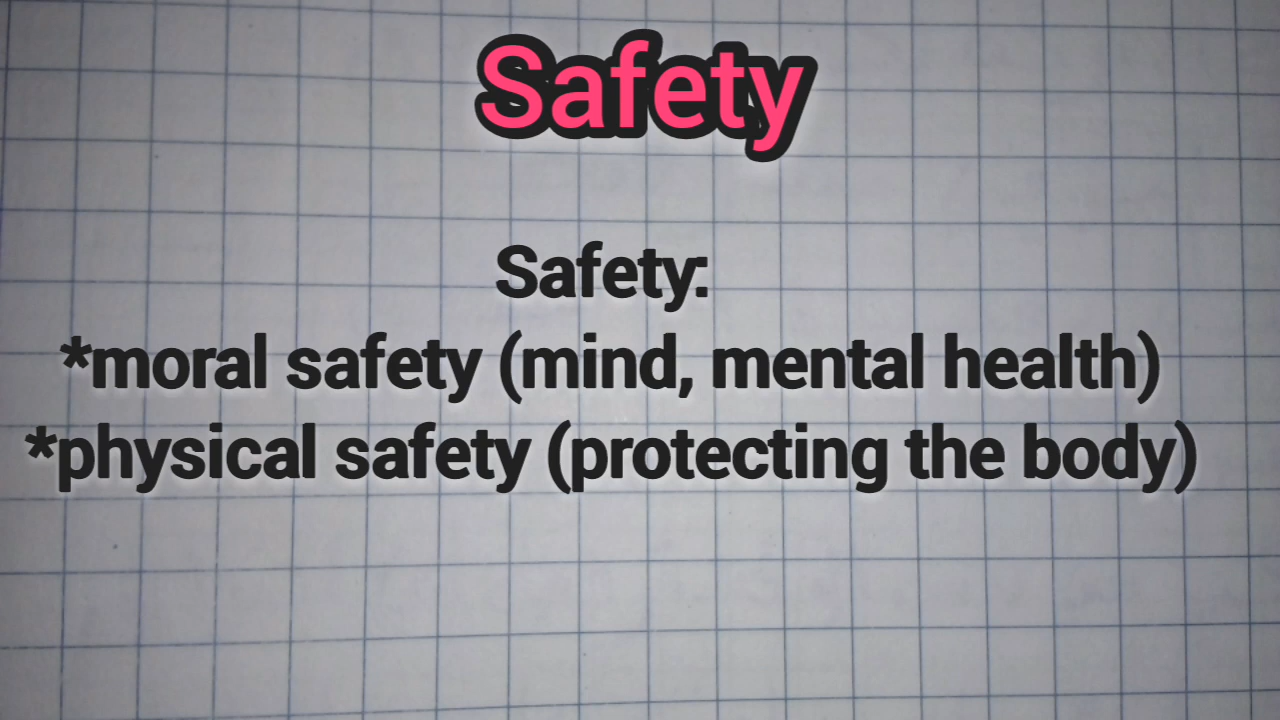 Safety
Safety:
*moral safety (mind, mental health)
*physical safety (protecting the body)